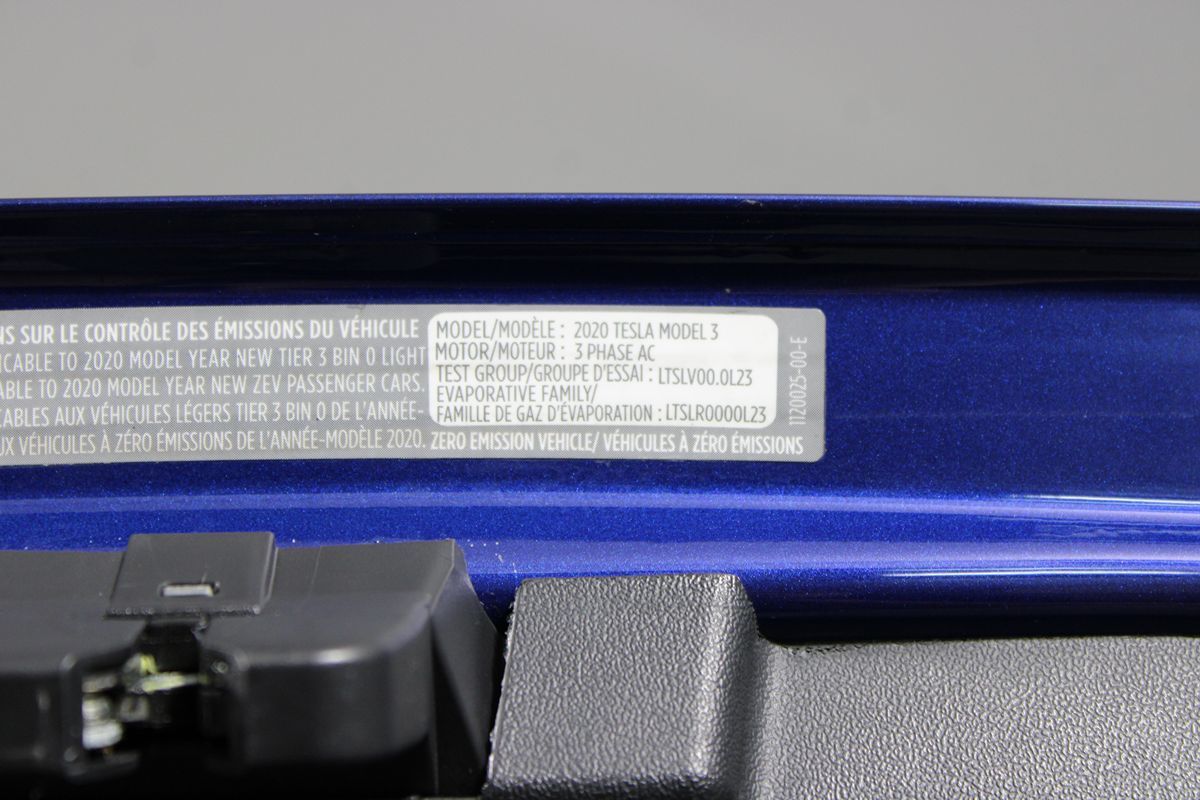 NS SUR LE CONTRÔLE DES ÉMISSIONS DU VÉHICULE
ICABLE TO 2020 MODEL YEAR NEW TIER 3 BIN 0 LIGHT
ABLE TO 2020 MODEL YEAR NEW ZEV PASSENGER CARS.
CABLES AUX VÉHICULES LÉGERS TIER 3 BIN 0 DE L'ANNÉE-
UX VÉHICULES À ZÉRO ÉMISSIONS DE L'ANNÉE-MODÈLE 2020.
MODEL/MODÈLE : 2020 TESLA MODEL 3
MOTOR/MOTEUR : 3 PHASE AC
TEST GROUP/GROUPE D'ESSAI : LTSLV00.0L23
EVAPORATIVE FAMILY/
FAMILLE DE GAZ D'ÉVAPORATION : LTSLR0000L23
ZERO EMISSION VEHICLE/ VÉHICULES À ZÉRO ÉMISSIONS
1120025-00-E